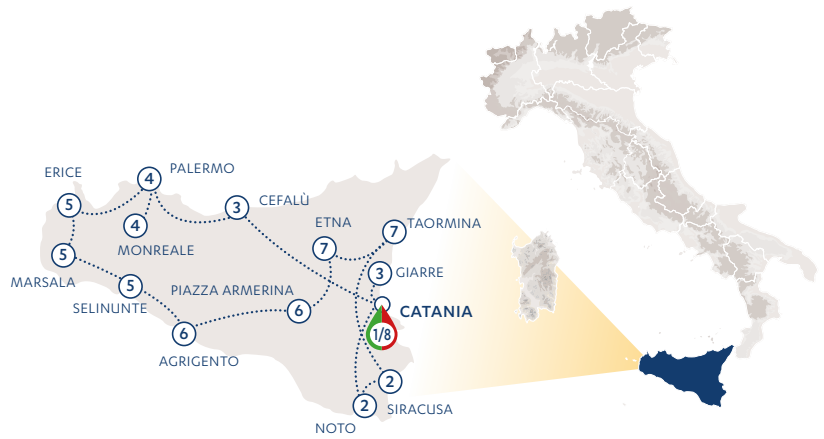 PALERMO
ERICE
4
5
3
CEFALÙ
4
MONREALE
ETNA
7
TAORMINA
7
5
MARSALA
3
GIARRE
5
SELINUNTE
PIAZZA ARMERINA
6
CATANIA
1/8
6
AGRIGENTO
2
SIRACUSA
2
NOTO